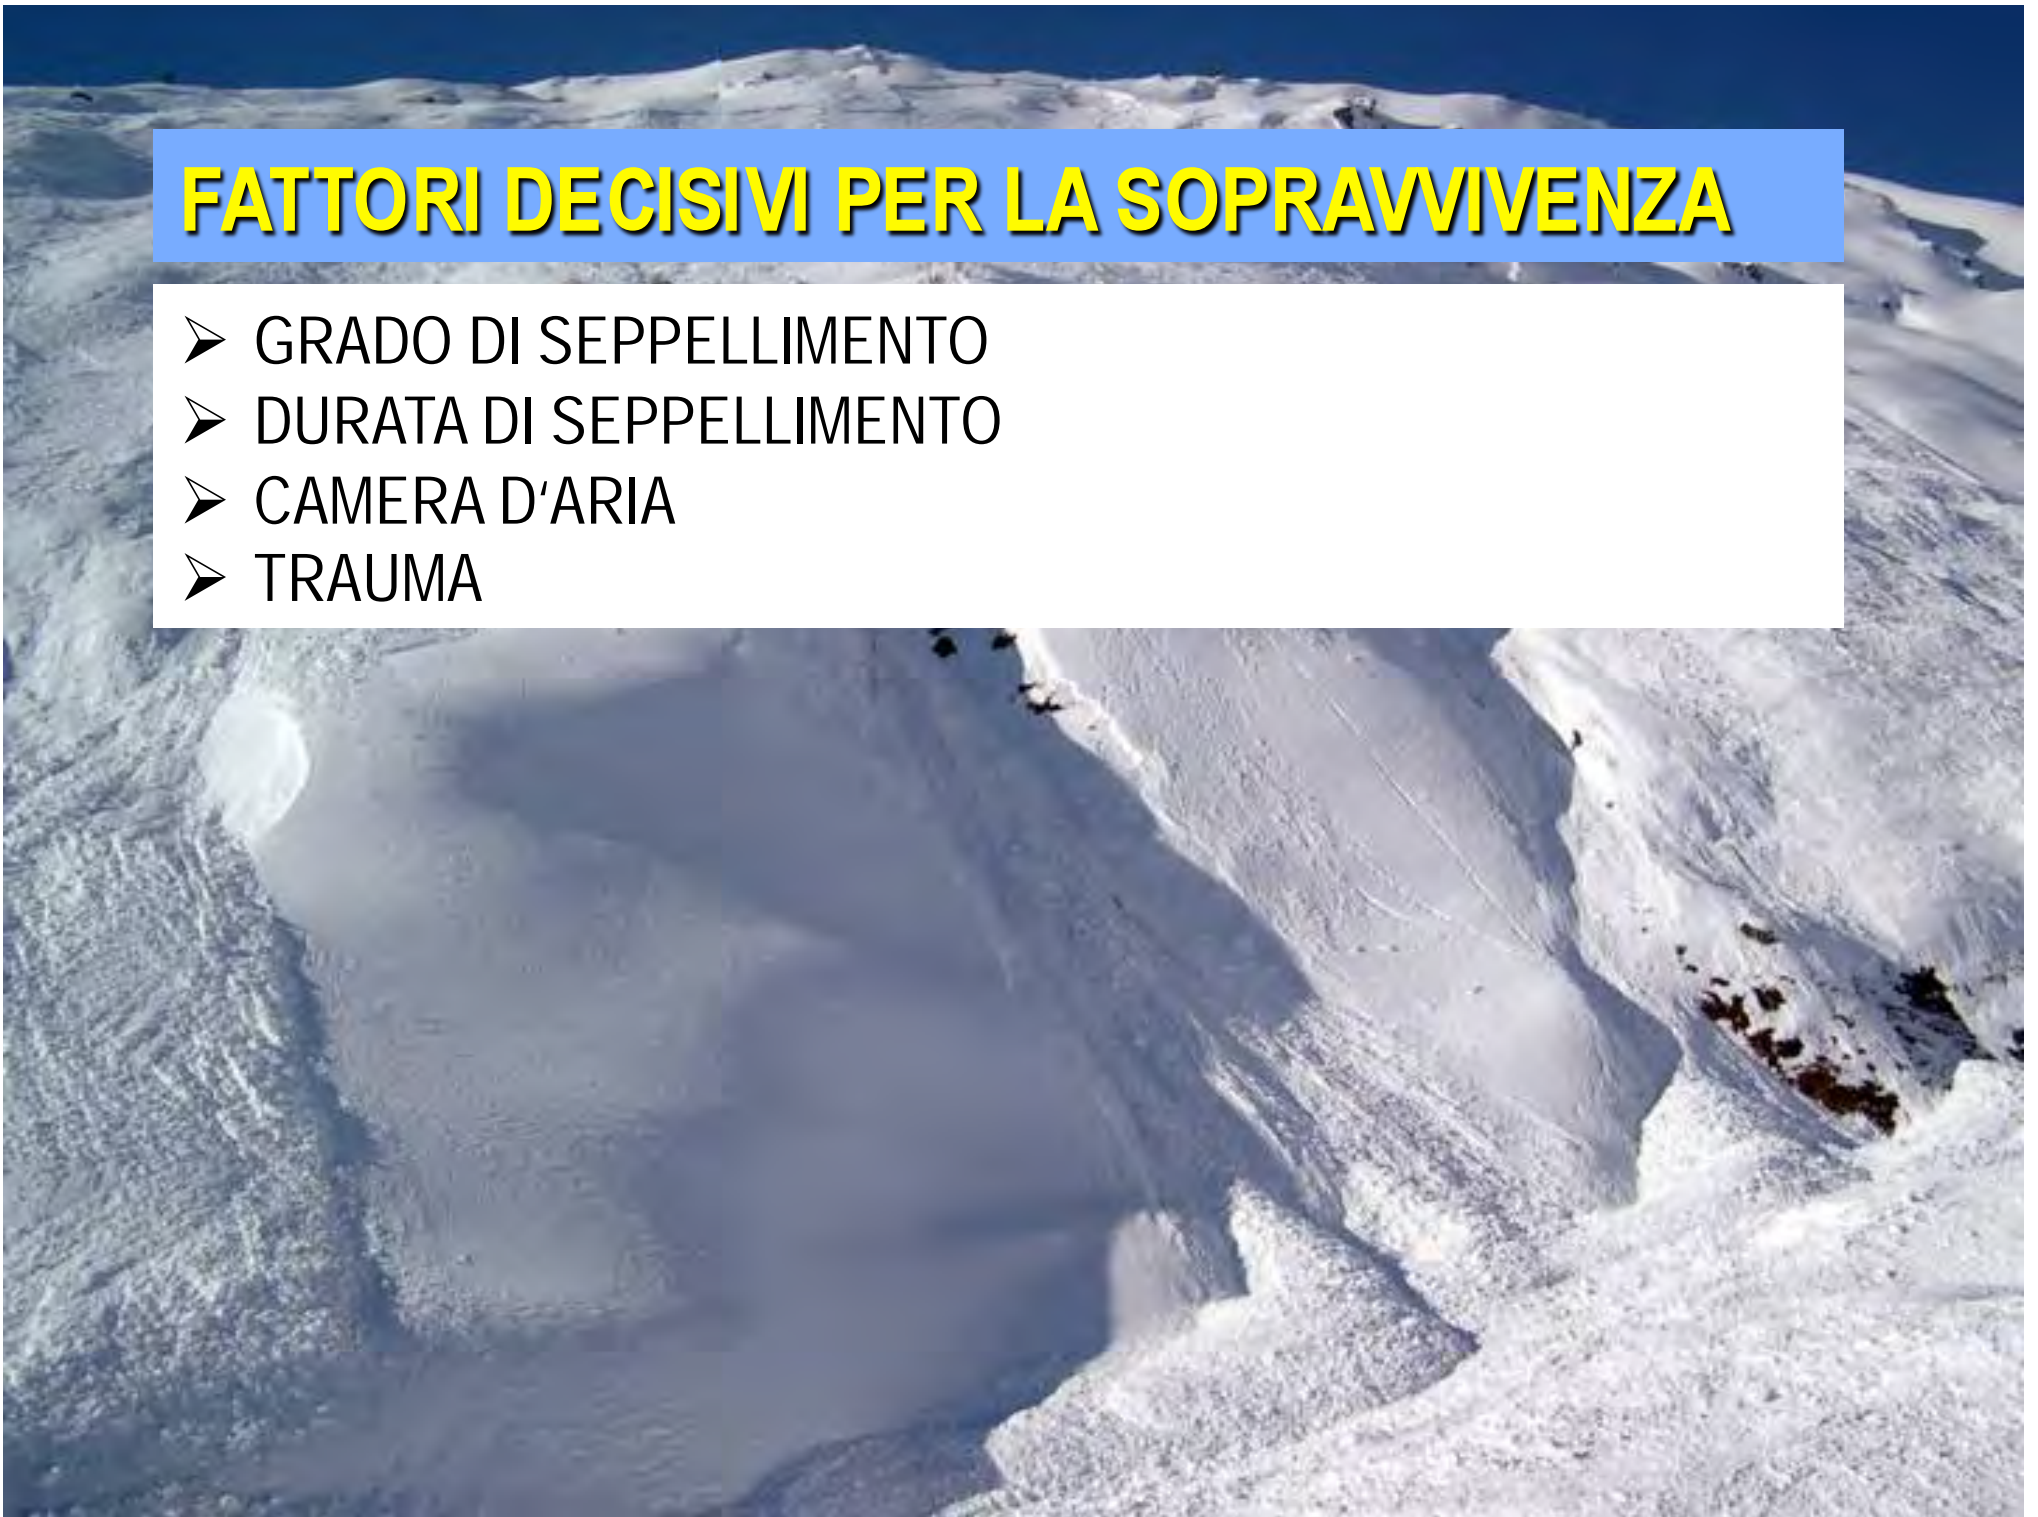 FATTORI DECISIVI PER LA SOPRAVVIVENZA
➢ GRADO DI SEPPELLIMENTO
➢ DURATA DI SEPPELLIMENTO
➢ CAMERA D‘ARIA
➢ TRAUMA